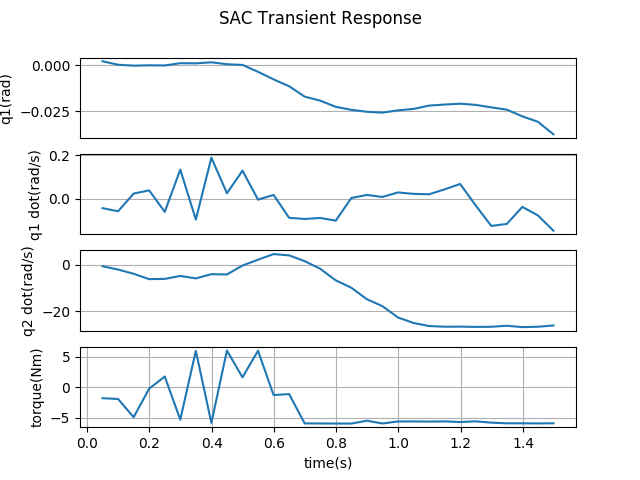 SAC Transient Response
q1(rad)
0.000
−0.025
q1 dot(rad/s)
0.2
0.0
q2 dot(rad/s)
0
−20
torque(Nm)
5
0
−5
0.0 0.2 0.4 0.6 0.8 1.0 1.2 1.4
time(s)